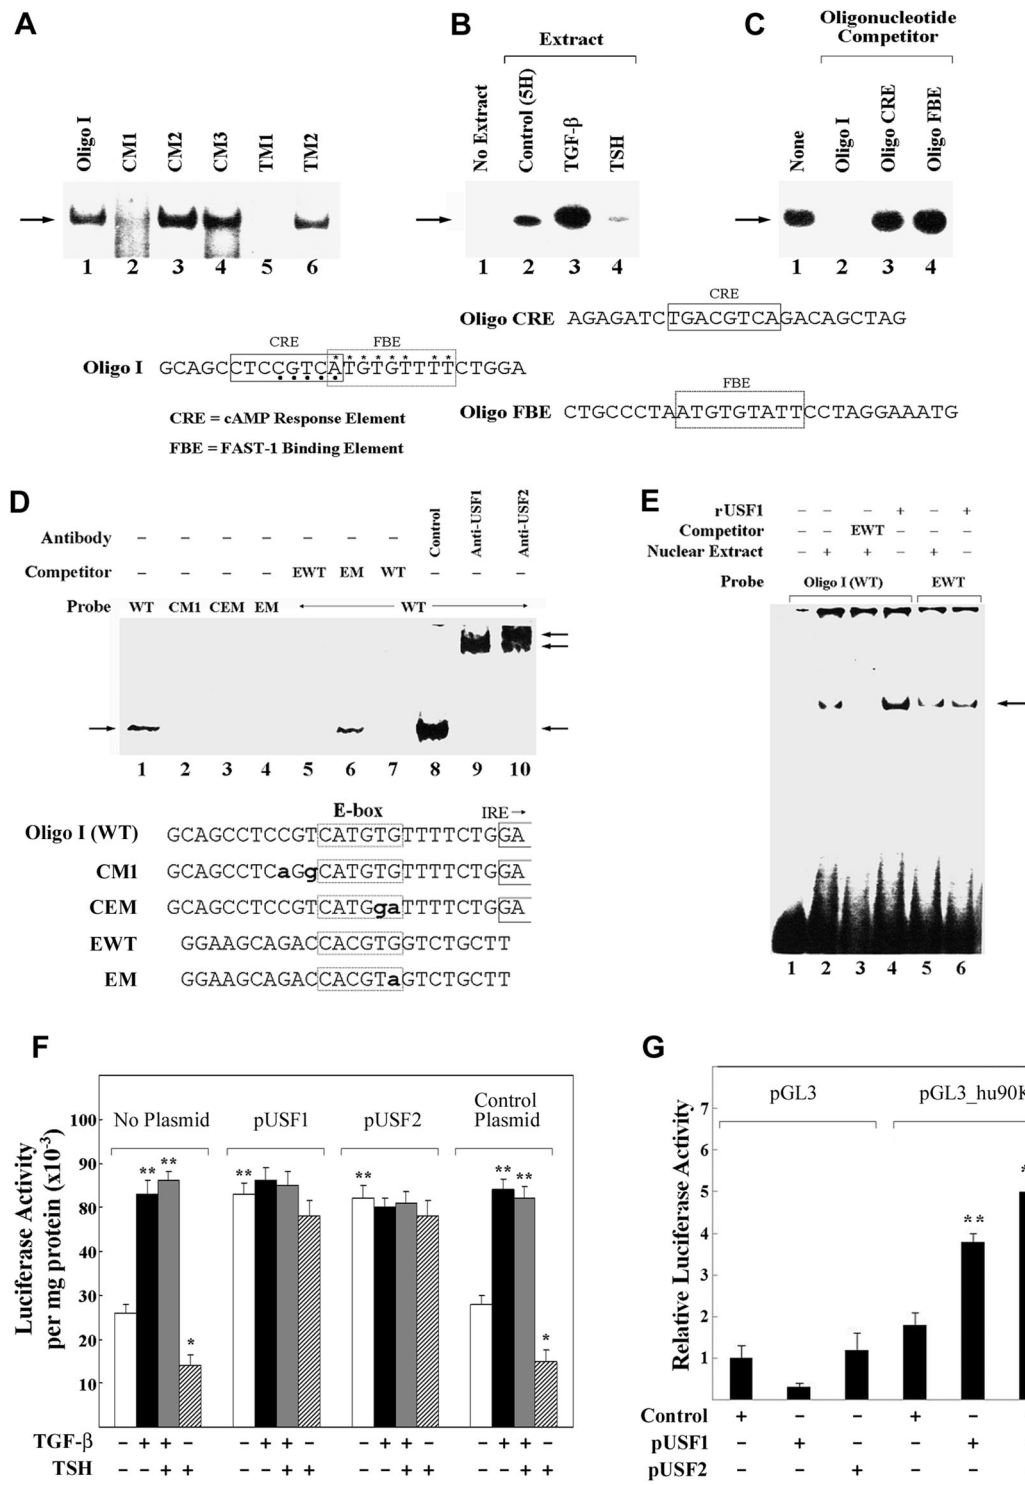 A
Oligo I
CM1
CM2
CM3
TM1
TM2
1 2 3 4 5 6
B
Extract
No Extract
Control (5H)
TGF-β
TSH
1 2 3 4
C
Oligonucleotide
Competitor
None
Oligo I
Oligo CRE
Oligo FBE
1 2 3 4
CRE
Oligo CRE AGAGATCTGACGTCAGACAGCTAG
CRE FBE
Oligo I GCAGCCTCCGTCATGTGTTTTCTGGA
CRE = cAMP Response Element
FBE = FAST-1 Binding Element
FBE
Oligo FBE CTGCCCTAATGTGTATTCCTAGGAAATG
D
Antibody – – – – – – – Control Anti-USF1 Anti-USF2
Competitor – – – – EWT EM WT – – –
Probe WT CM1 CEM EM WT
1 2 3 4 5 6 7 8 9 10
E-box IRE →
Oligo I (WT) GCAGCCTCCGTCATGTGTTTTCTGGA
CM1 GCAGCCTCaGgCATGTGTTTTCTGGA
CEM GCAGCCTCCGTCATGgaTTTTCTGGA
EWT GGAAGCAGACCACGTGGTCTGCTT
EM GGAAGCAGACCACGTaGTCTGCTT
E
rUSF1 – – – + – +
Competitor – – EWT – – –
Nuclear Extract – + + – + –
Probe Oligo I (WT) EWT
1 2 3 4 5 6
F
Luciferase Activity
per mg protein (x10-3)
100
90
80
40
30
20
10
No Plasmid
pUSF1
pUSF2
Control
Plasmid
** ** *
**
**
** ** *
TGF-β – + + – – + + – – + + – – + + –
TSH – – + + – – + + – – + + – – + +
G
Relative Luciferase Activity
7
6
5
4
3
2
1
pGL3
pGL3_hu90K
**
*
Control + – – + –
pUSF1 – + – – +
pUSF2 – – + – –